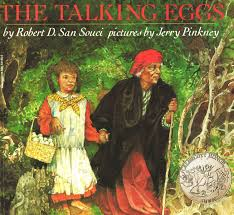 THE TALKING EGGS
by Robert D. San Souci pictures by Jerry Pinkney